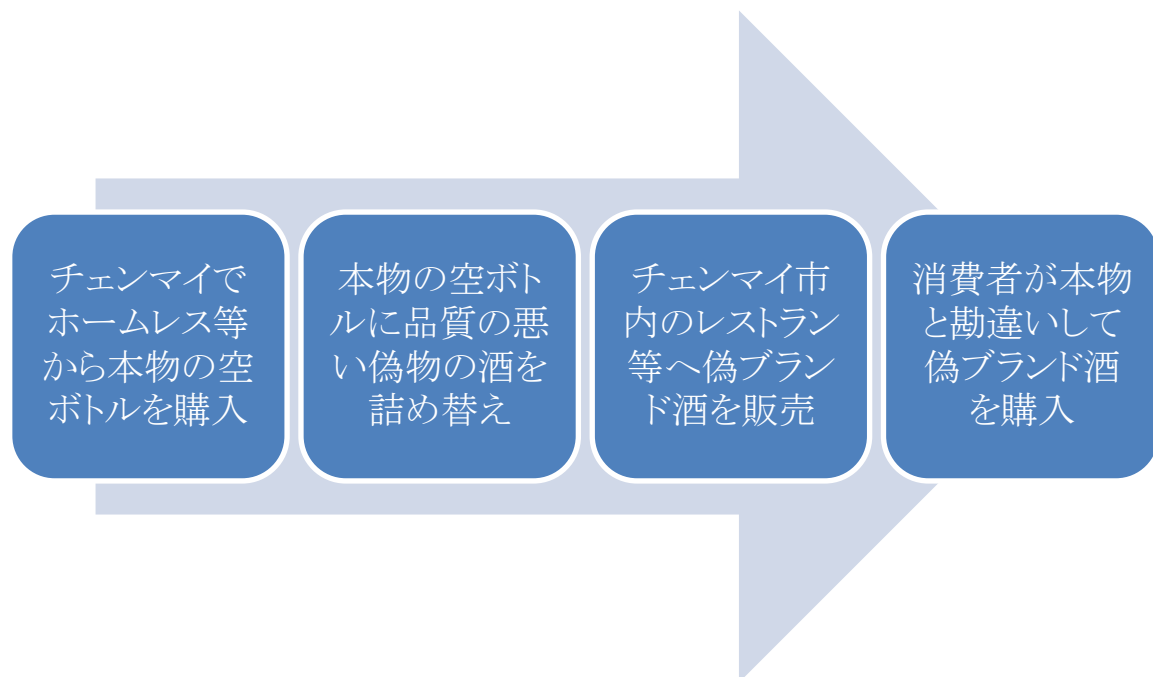 チェンマイで
ホームレス等
から本物の空
ボトルを購入
本物の空ボト
ルに品質の悪
い偽物の酒を
詰め替え
チェンマイ市
内のレストラン
等へ偽ブラン
ド酒を販売
消費者が本物
と勘違いして
偽ブランド酒
を購入